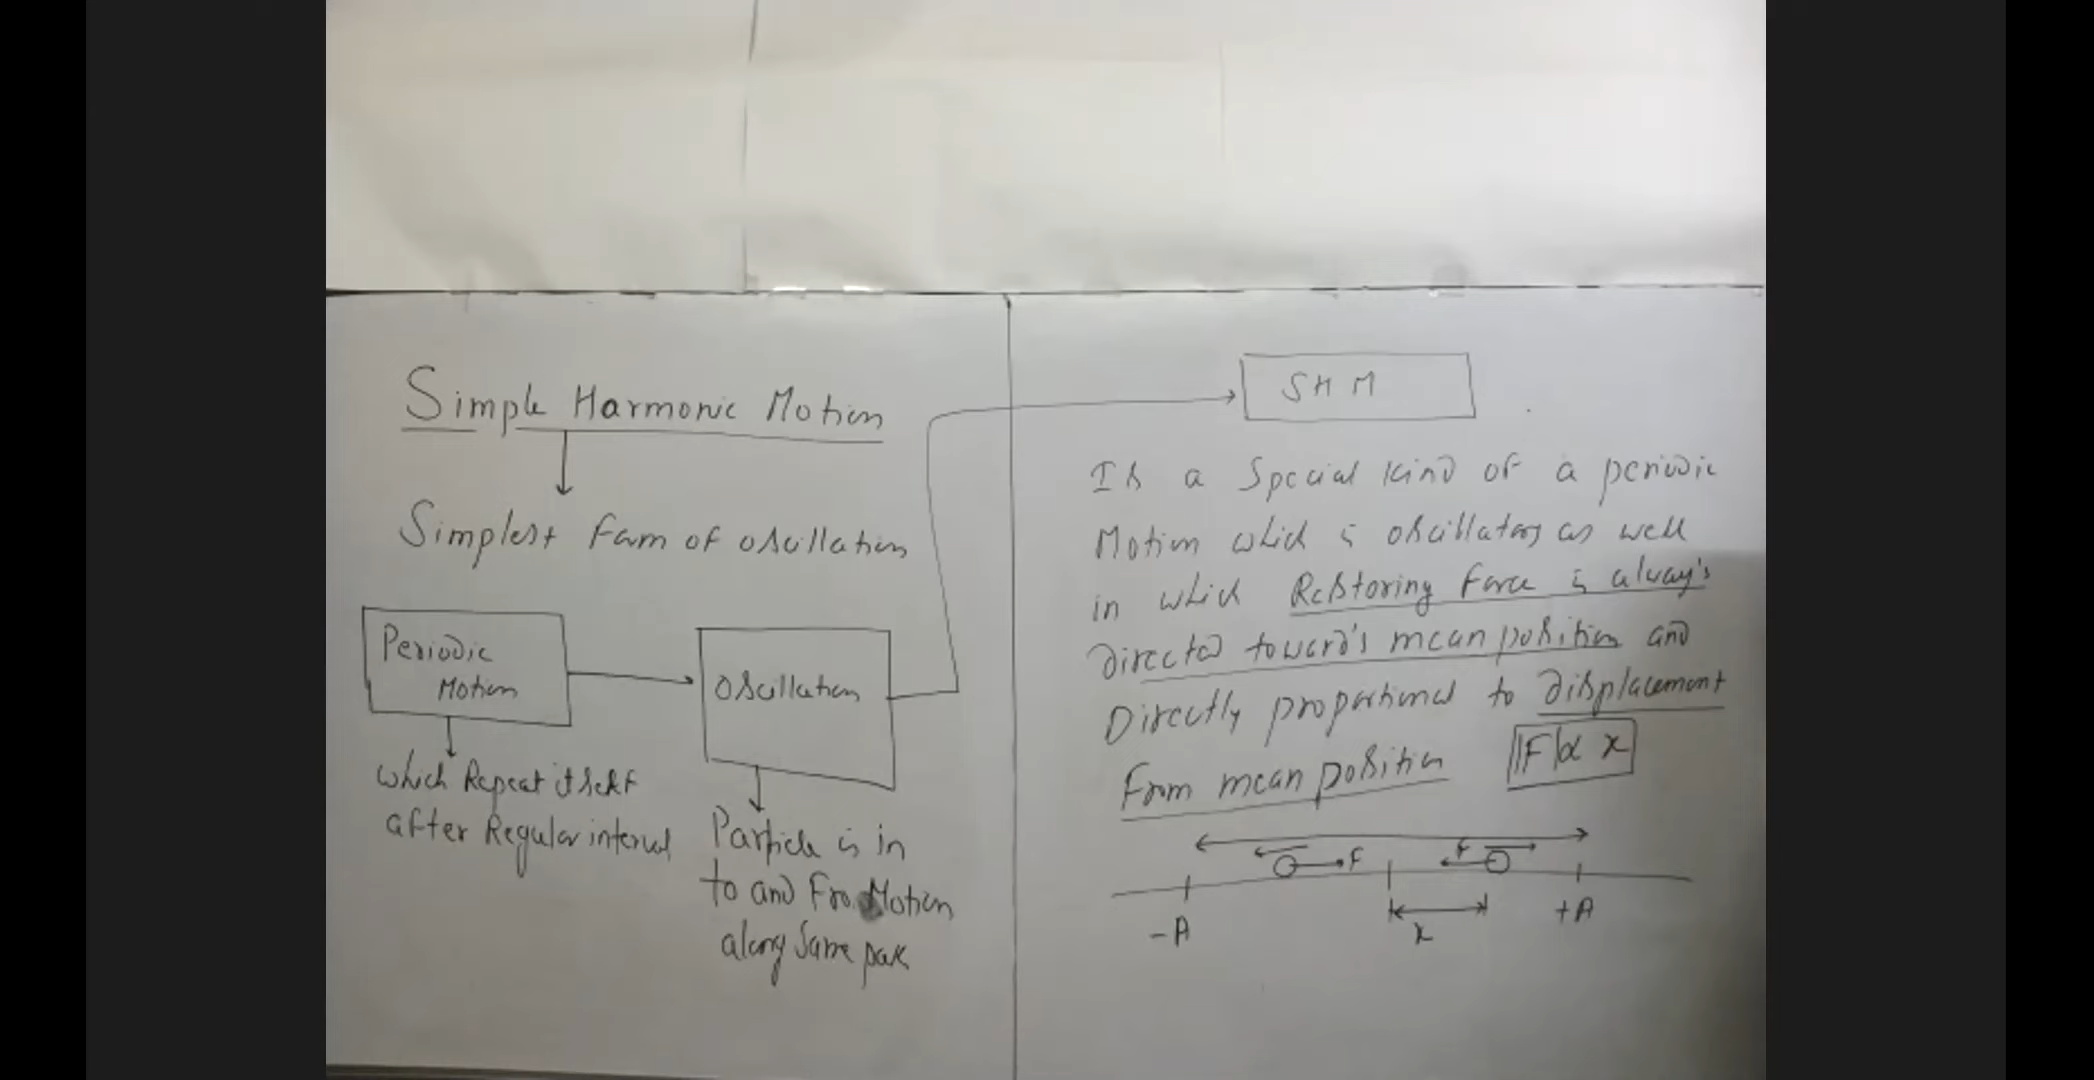 Simple Harmonic Motion
Simplest form of oscillation
Periodic
Motion
which Repeat itself
after Regular interval
Oscillation
Particle is in
to and Fro Motion
along same path
SHM
It's a Special kind of a periodic
Motion which is oscillatory as well
in which Restoring Force is alway's
directed toward's mean position and
Directly proportional to displacement
From mean position |F| ∝ x
F F
-A x +A